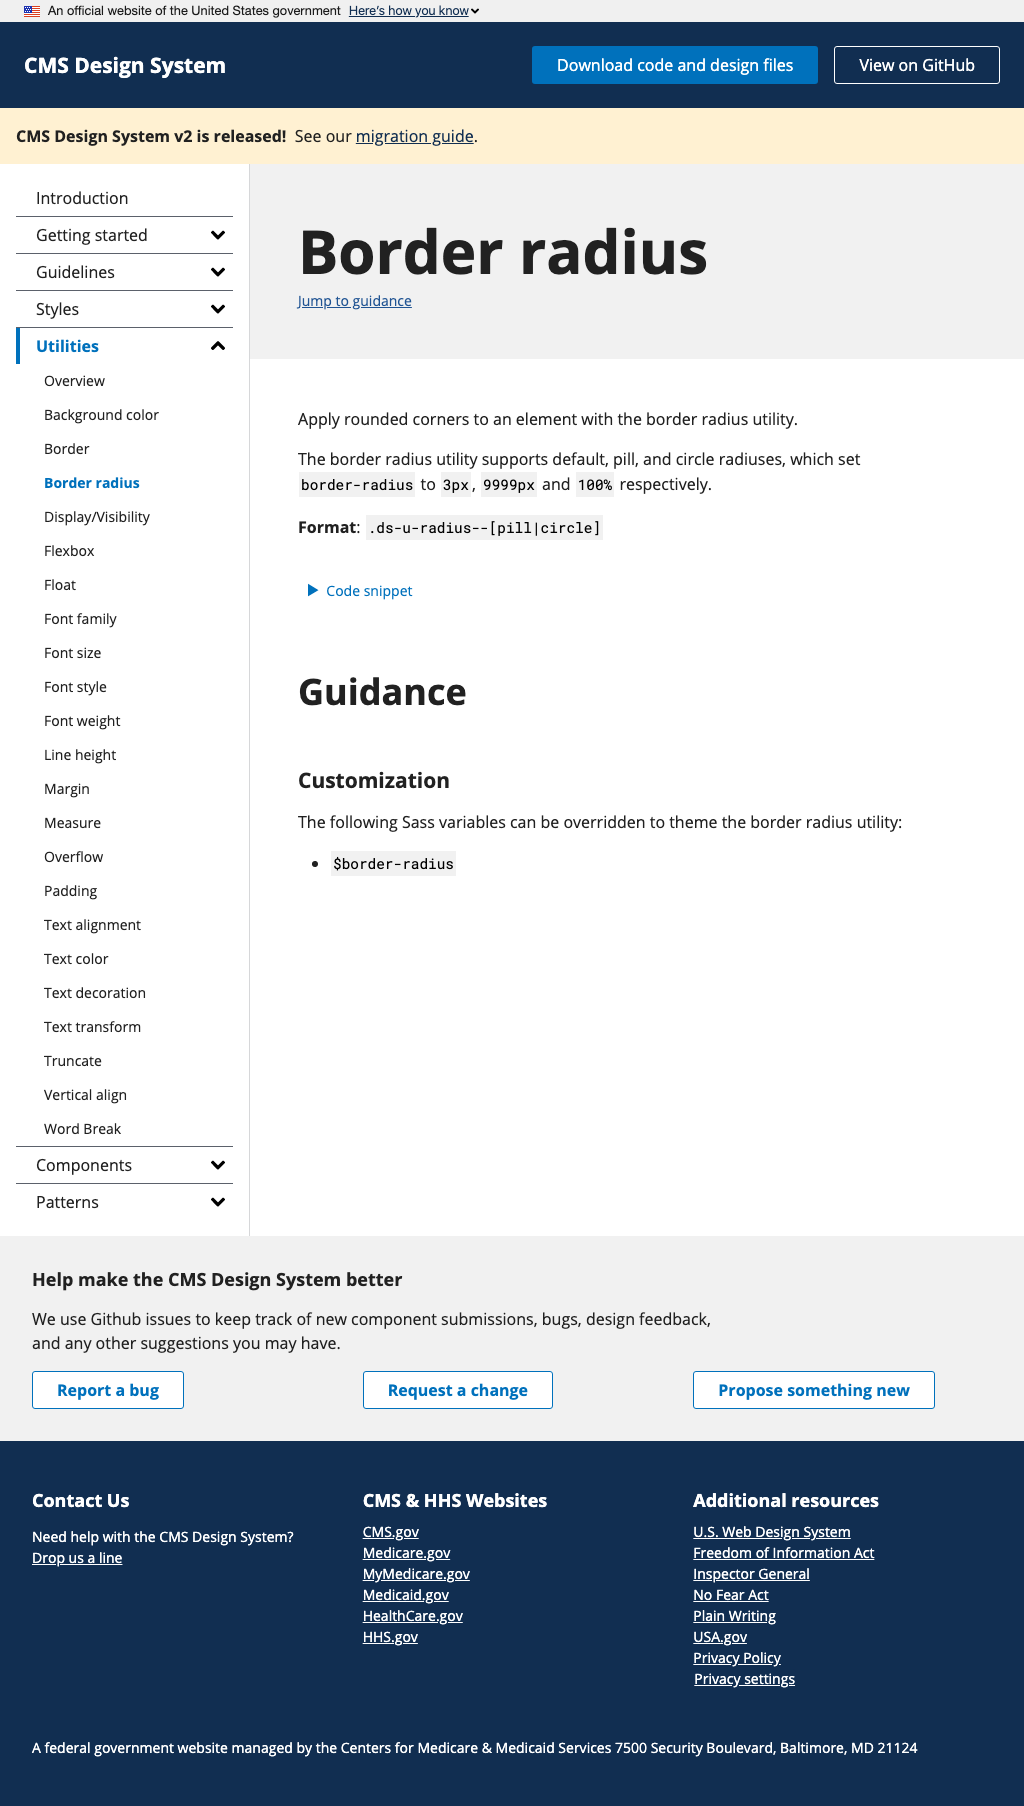 An official website of the United States government Here's how you know
CMS Design System
Download code and design files
View on GitHub
CMS Design System v2 is released! See our migration guide.
Introduction
Getting started
Guidelines
Styles
Utilities
Overview
Background color
Border
Border radius
Display/Visibility
Flexbox
Float
Font family
Font size
Font style
Font weight
Line height
Margin
Measure
Overflow
Padding
Text alignment
Text color
Text decoration
Text transform
Truncate
Vertical align
Word Break
Components
Patterns
Border radius
Jump to guidance
Apply rounded corners to an element with the border radius utility.
The border radius utility supports default, pill, and circle radiuses, which set
border-radius to 3px, 9999px and 100% respectively.
Format: .ds-u-radius--[pill|circle]
Code snippet
Guidance
Customization
The following Sass variables can be overridden to theme the border radius utility:
• $border-radius
Help make the CMS Design System better
We use Github issues to keep track of new component submissions, bugs, design feedback,
and any other suggestions you may have.
Report a bug
Request a change
Propose something new
Contact Us
Need help with the CMS Design System?
Drop us a line
CMS & HHS Websites
CMS.gov
Medicare.gov
MyMedicare.gov
Medicaid.gov
HealthCare.gov
HHS.gov
Additional resources
U.S. Web Design System
Freedom of Information Act
Inspector General
No Fear Act
Plain Writing
USA.gov
Privacy Policy
Privacy settings
A federal government website managed by the Centers for Medicare & Medicaid Services 7500 Security Boulevard, Baltimore, MD 21124